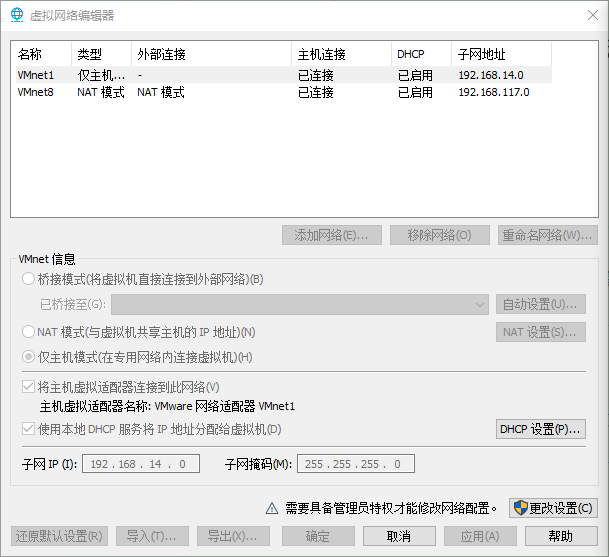 虚拟网络编辑器
名称 类型 外部连接 主机连接 DHCP 子网地址
VMnet1 仅主机... - 已连接 已启用 192.168.14.0
VMnet8 NAT 模式 NAT 模式 已连接 已启用 192.168.117.0
添加网络(E)... 移除网络(O) 重命名网络(W)...
VMnet 信息
桥接模式(将虚拟机直接连接到外部网络)(B)
已桥接至(G): 自动设置(U)...
NAT 模式(与虚拟机共享主机的 IP 地址)(N) NAT 设置(S)...
仅主机模式(在专用网络内连接虚拟机)(H)
将主机虚拟适配器连接到此网络(V)
主机虚拟适配器名称: VMware 网络适配器 VMnet1
使用本地 DHCP 服务将 IP 地址分配给虚拟机(D) DHCP 设置(P)...
子网 IP (I): 192 . 168 . 14 . 0 子网掩码(M): 255 . 255 . 255 . 0
需要具备管理员特权才能修改网络配置。 更改设置(C)
还原默认设置(R) 导入(T)... 导出(X)... 确定 取消 应用(A) 帮助